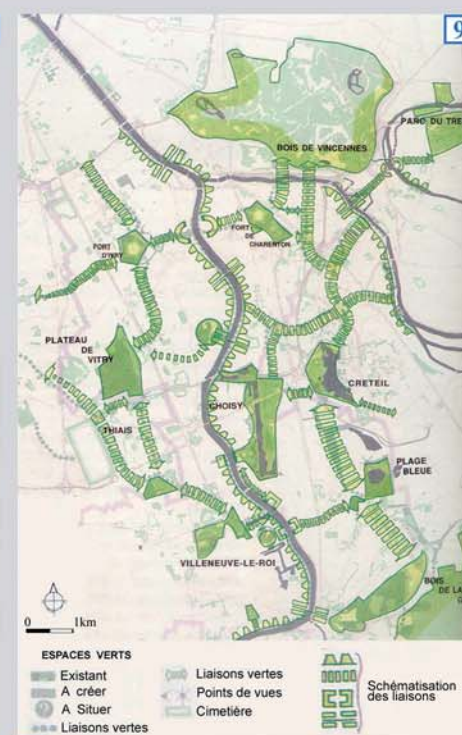 9
PARC DU TRE
BOIS DE VINCENNES
FORT
D'IVRY
FORT
DE
CHARENTON
PLATEAU
DE
VITRY
CRETEIL
CHOISY
THIAIS
PLAGE
BLEUE
VILLENEUVE-LE-ROI
BOIS
DE LA
0 1km
ESPACES VERTS
Existant
A créer
A Situer
Liaisons vertes
Liaisons vertes
Points de vues
Cimetière
Schématisation
des liaisons